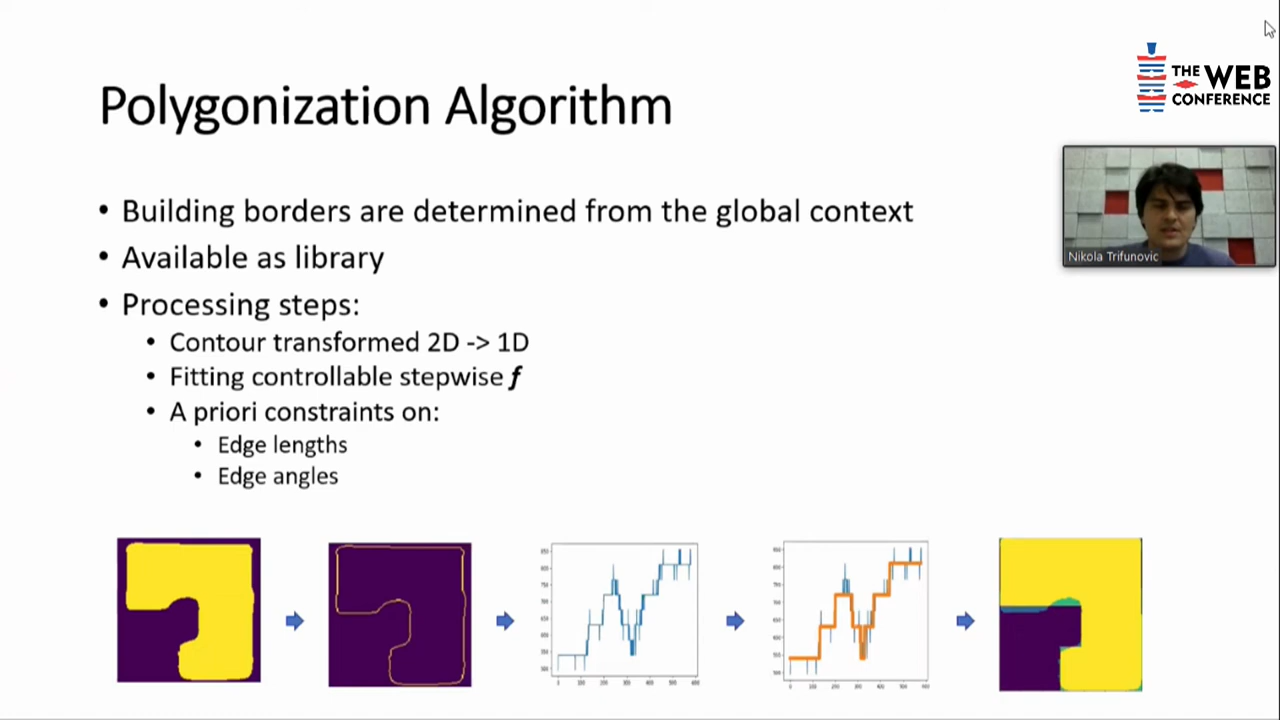 Polygonization Algorithm
THE WEB
CONFERENCE
Nikola Trifunovic
• Building borders are determined from the global context
• Available as library
• Processing steps:
• Contour transformed 2D -> 1D
• Fitting controllable stepwise f
• A priori constraints on:
• Edge lengths
• Edge angles